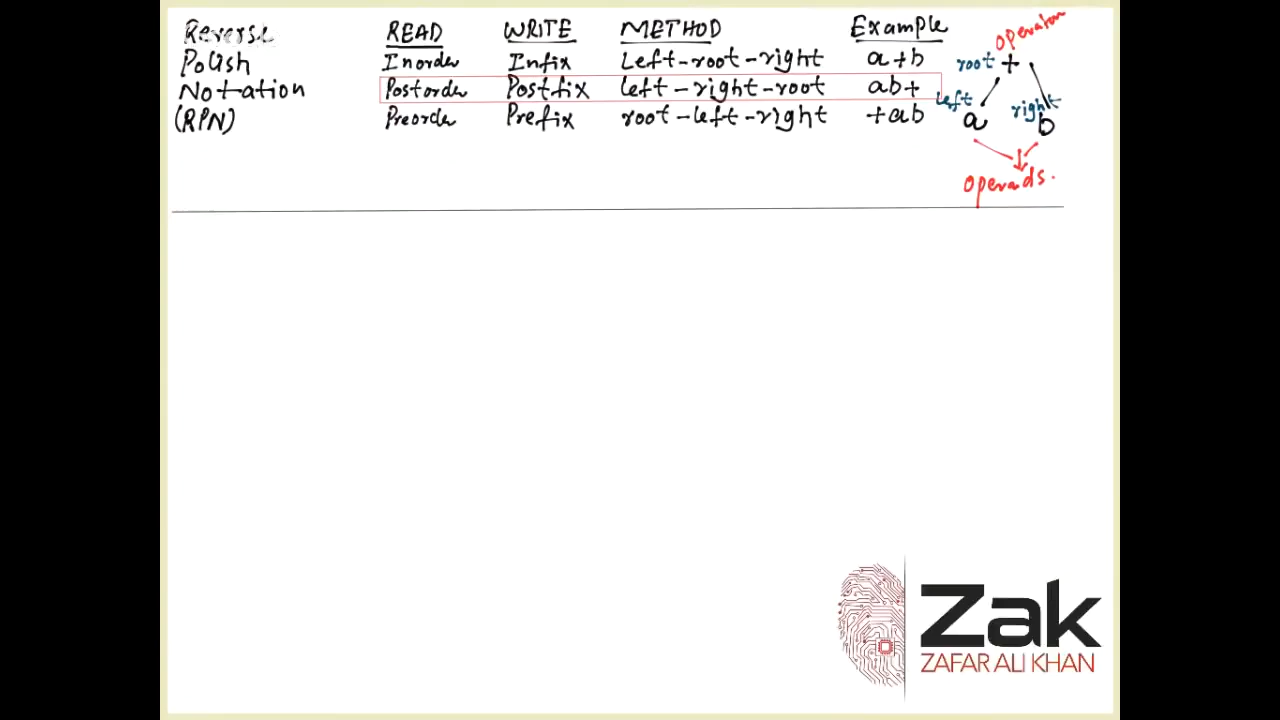 Reverse READ WRITE METHOD Example
Polish Inorder Infix Left-root-right a+b
Notation Postorder Postfix left-right-root ab+
(RPN) Preorder Prefix root-left-right +ab
operator
root +
left right
a b
operads.
Zak
ZAFAR ALI KHAN